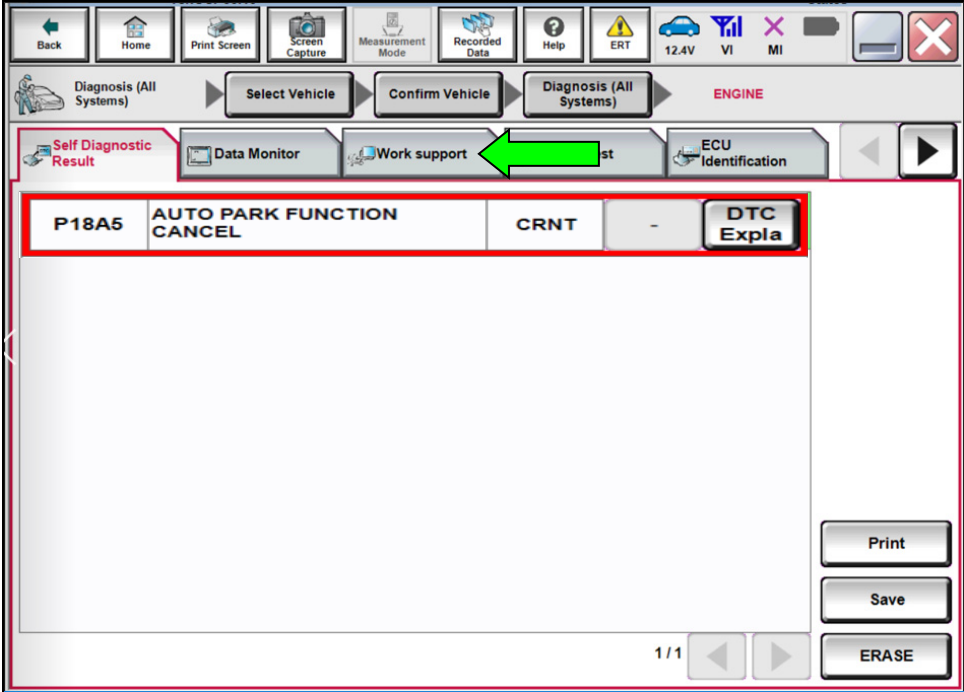 Back
Home
Print Screen
Screen
Capture
Measurement
Mode
Recorded
Data
Help
ERT
12.4V
VI
MI
Diagnosis (All
Systems)
Select Vehicle
Confirm Vehicle
Diagnosis (All
Systems)
ENGINE
Self Diagnostic
Result
Data Monitor
Work support
st
ECU
Identification
P18A5
AUTO PARK FUNCTION
CANCEL
CRNT
-
DTC
Expla
Print
Save
1/1
ERASE